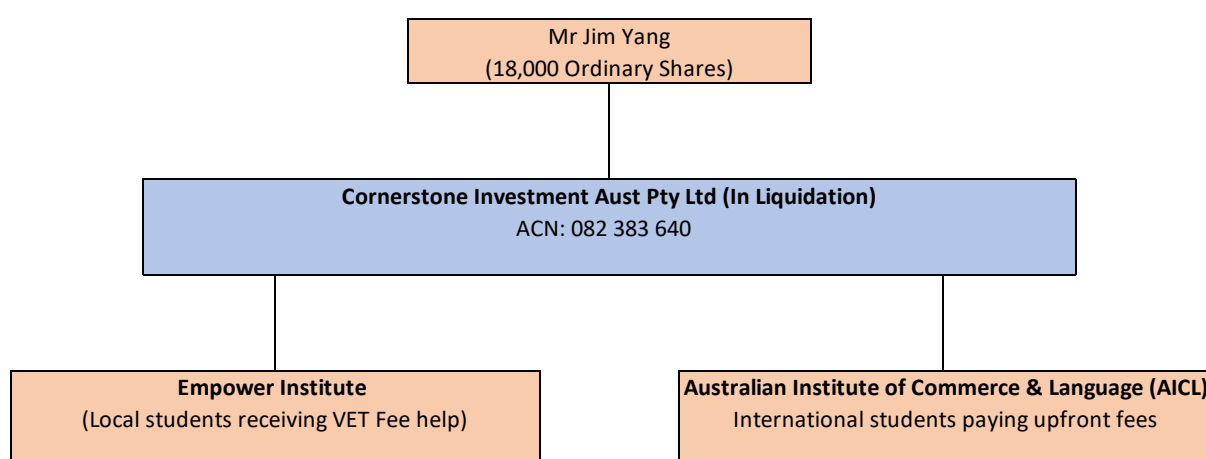 Mr Jim Yang
(18,000 Ordinary Shares)
Cornerstone Investment Aust Pty Ltd (In Liquidation)
ACN: 082 383 640
Empower Institute
(Local students receiving VET Fee help)
Australian Institute of Commerce & Language (AICL)
International students paying upfront fees